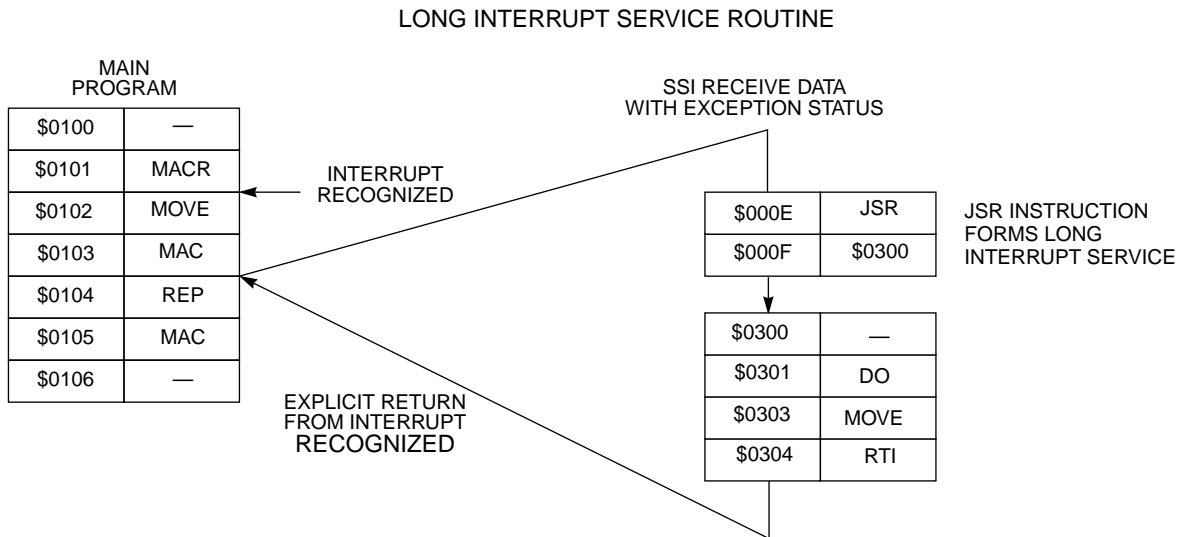 LONG INTERRUPT SERVICE ROUTINE
MAIN
PROGRAM
$0100 —
$0101 MACR
$0102 MOVE
$0103 MAC
$0104 REP
$0105 MAC
$0106 —
INTERRUPT
RECOGNIZED
SSI RECEIVE DATA
WITH EXCEPTION STATUS
$000E JSR
$000F $0300
JSR INSTRUCTION
FORMS LONG
INTERRUPT SERVICE
$0300 —
$0301 DO
$0303 MOVE
$0304 RTI
EXPLICIT RETURN
FROM INTERRUPT
RECOGNIZED